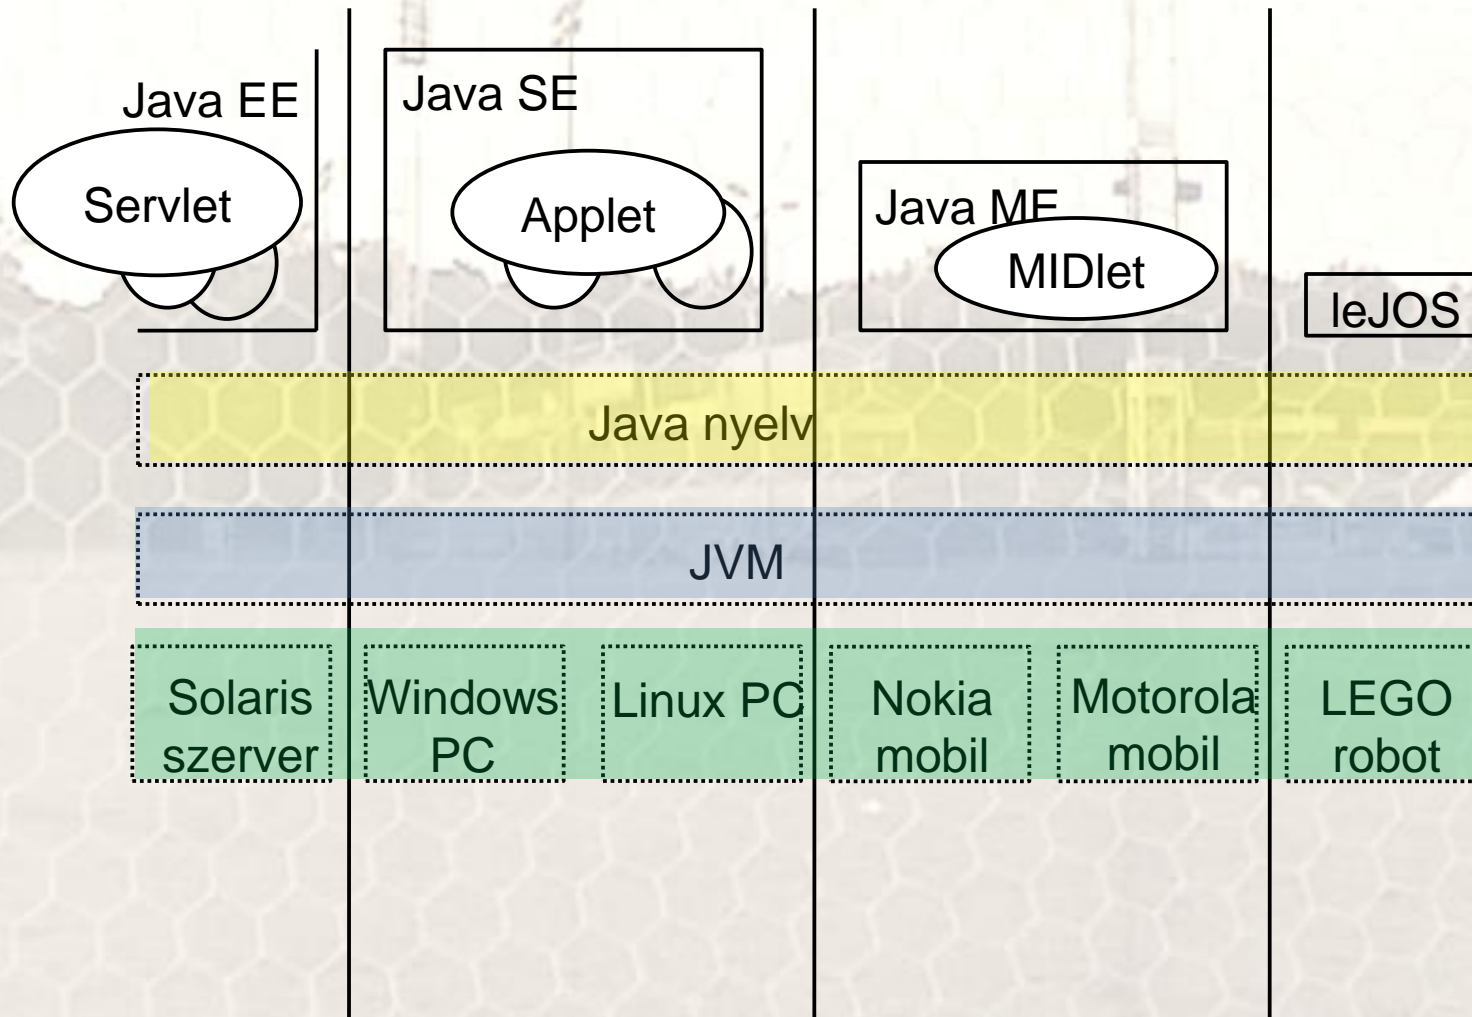 Java EE
Java SE
Servlet
Applet
Java ME
MIDlet
leJOS
Java nyelv
JVM
Solaris
szerver
Windows
PC
Linux PC
Nokia
mobil
Motorola
mobil
LEGO
robot